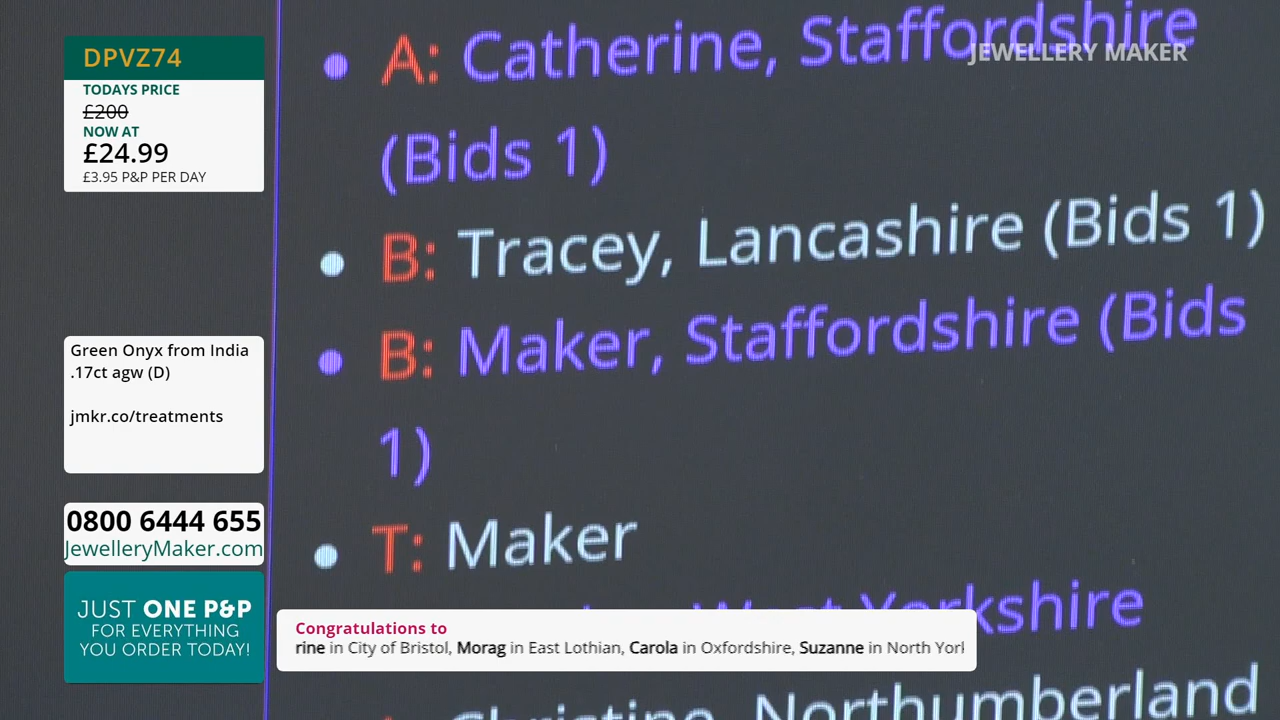 DPVZ74
TODAYS PRICE
£200
NOW AT
£24.99
£3.95 P&P PER DAY
Green Onyx from India
.17ct agw (D)
jmkr.co/treatments
0800 6444 655
JewelleryMaker.com
JUST ONE P&P
FOR EVERYTHING
YOU ORDER TODAY!
JEWELLERY MAKER
A: Catherine, Staffordshire
(Bids 1)
B: Tracey, Lancashire (Bids 1)
B: Maker, Staffordshire (Bids
1)
T: Maker
West Yorkshire
Christine, Northumberland
Congratulations to
rine in City of Bristol, Morag in East Lothian, Carola in Oxfordshire, Suzanne in North York